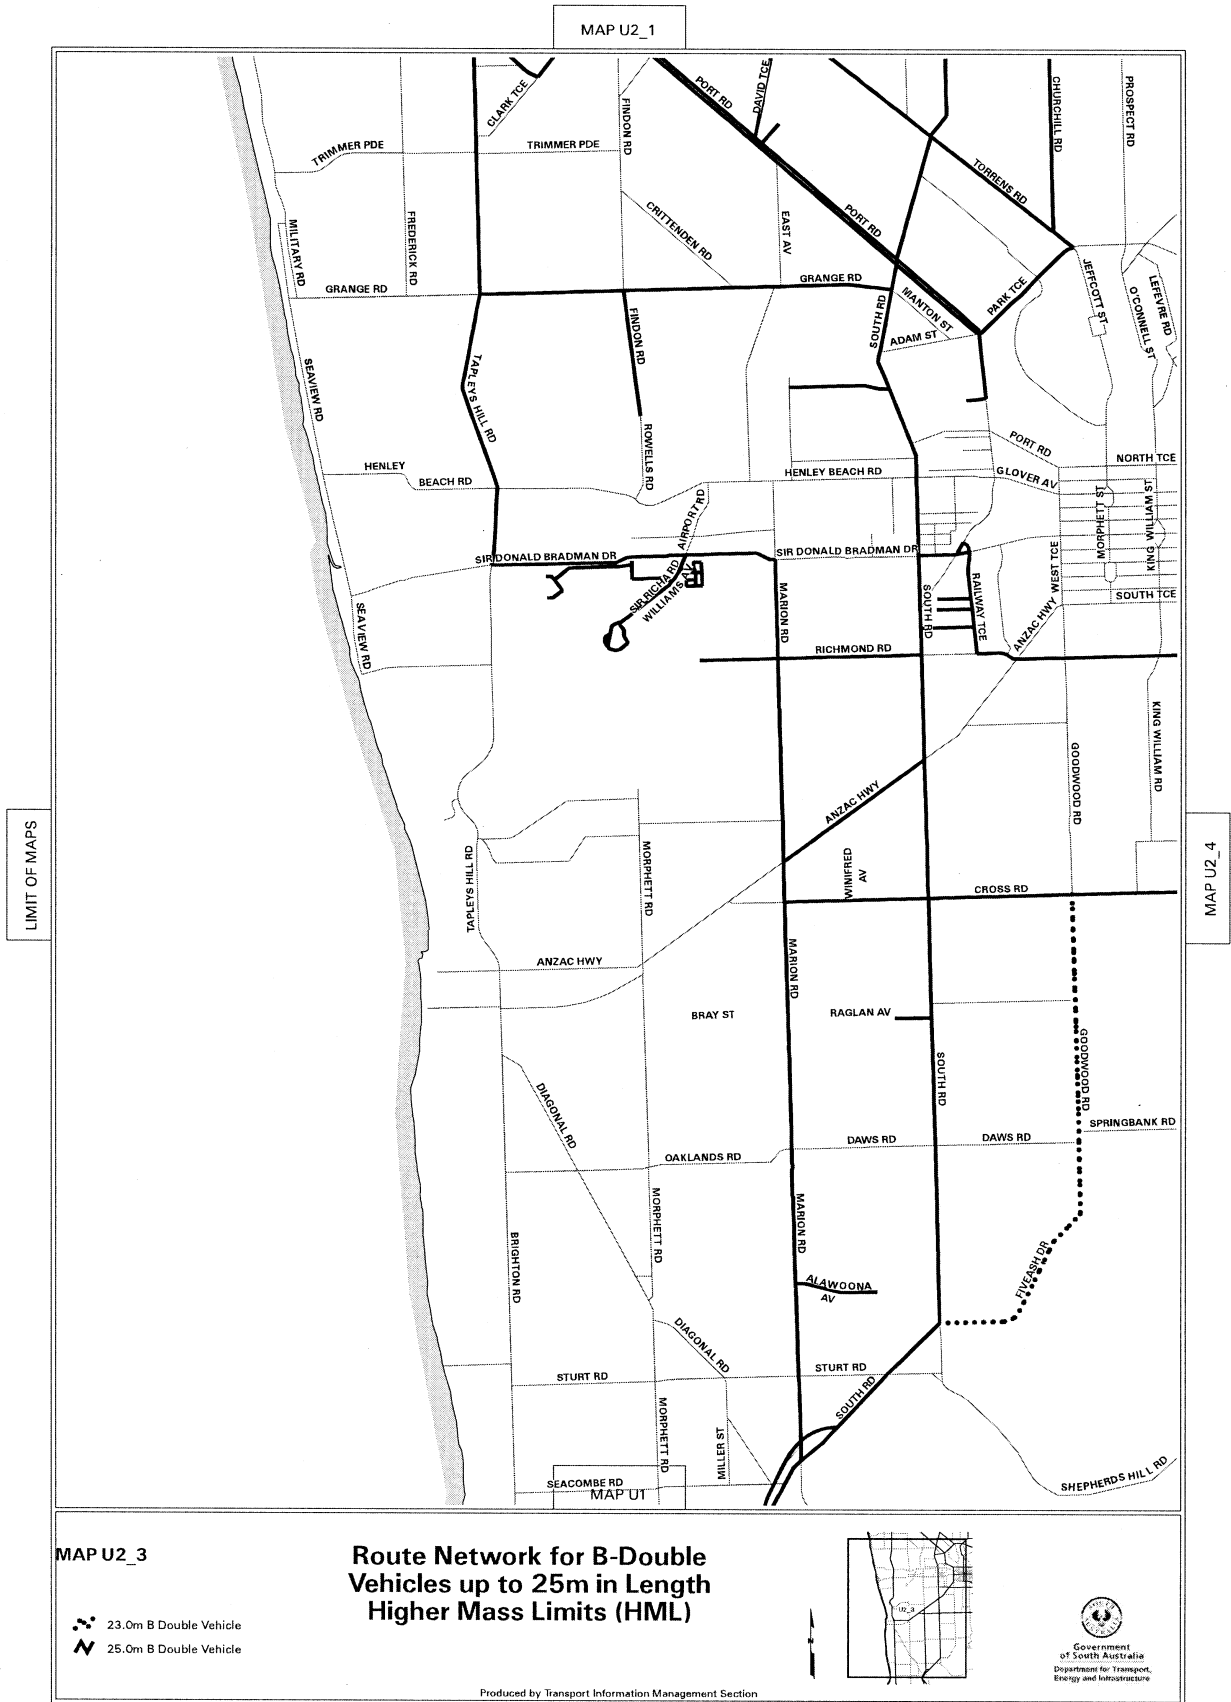 MAP U2_1
CLARK TCE
FINDON RD
PORT RD
DAVID TCE
CHURCHILL RD
PROSPECT RD
TRIMMER PDE
TRIMMER PDE
TORRENS RD
MILITARY RD
FREDERICK RD
CRITTENDEN RD
EAST AV
PORT RD
GRANGE RD
GRANGE RD
JEFFCOTT ST
LEFEVRE RD
O'CONNELL ST
PARK TCE
MANTON ST
ADAM ST
SOUTH RD
FINDON RD
SEAVIEW RD
TAPLEYS HILL RD
ROWELLS RD
PORT RD
NORTH TCE
HENLEY
BEACH RD
HENLEY BEACH RD
GLOVER AV
MORPHETT ST
KING WILLIAM ST
AIRPORT RD
SIR DONALD BRADMAN DR
SIR DONALD BRADMAN DR
WEST TCE
SIR RICHARD
WILLIAMS AV
MARION RD
SOUTH RD
RAILWAY TCE
SOUTH TCE
ANZAC HWY
SEAVIEW RD
RICHMOND RD
KING WILLIAM RD
GOODWOOD RD
ANZAC HWY
LIMIT OF MAPS
MAP U2_4
TAPLEYS HILL RD
MORPHETT RD
WINIFRED
AV
CROSS RD
MARION RD
ANZAC HWY
BRAY ST
RAGLAN AV
GOODWOOD RD
SOUTH RD
DIAGONAL RD
SPRINGBANK RD
DAWS RD
DAWS RD
OAKLANDS RD
MORPHETT RD
MARION RD
BRIGHTON RD
FIVEASH DR
ALAWOONA
AV
DIAGONAL RD
STURT RD
STURT RD
SOUTH RD
MORPHETT RD
MILLER ST
SHEPHERDS HILL RD
SEACOMBE RD
MAP U1
MAP U2_3
Route Network for B-Double
Vehicles up to 25m in Length
Higher Mass Limits (HML)
23.0m B Double Vehicle
25.0m B Double Vehicle
N
U2_3
Government
of South Australia
Department for Transport,
Energy and Infrastructure
Produced by Transport Information Management Section